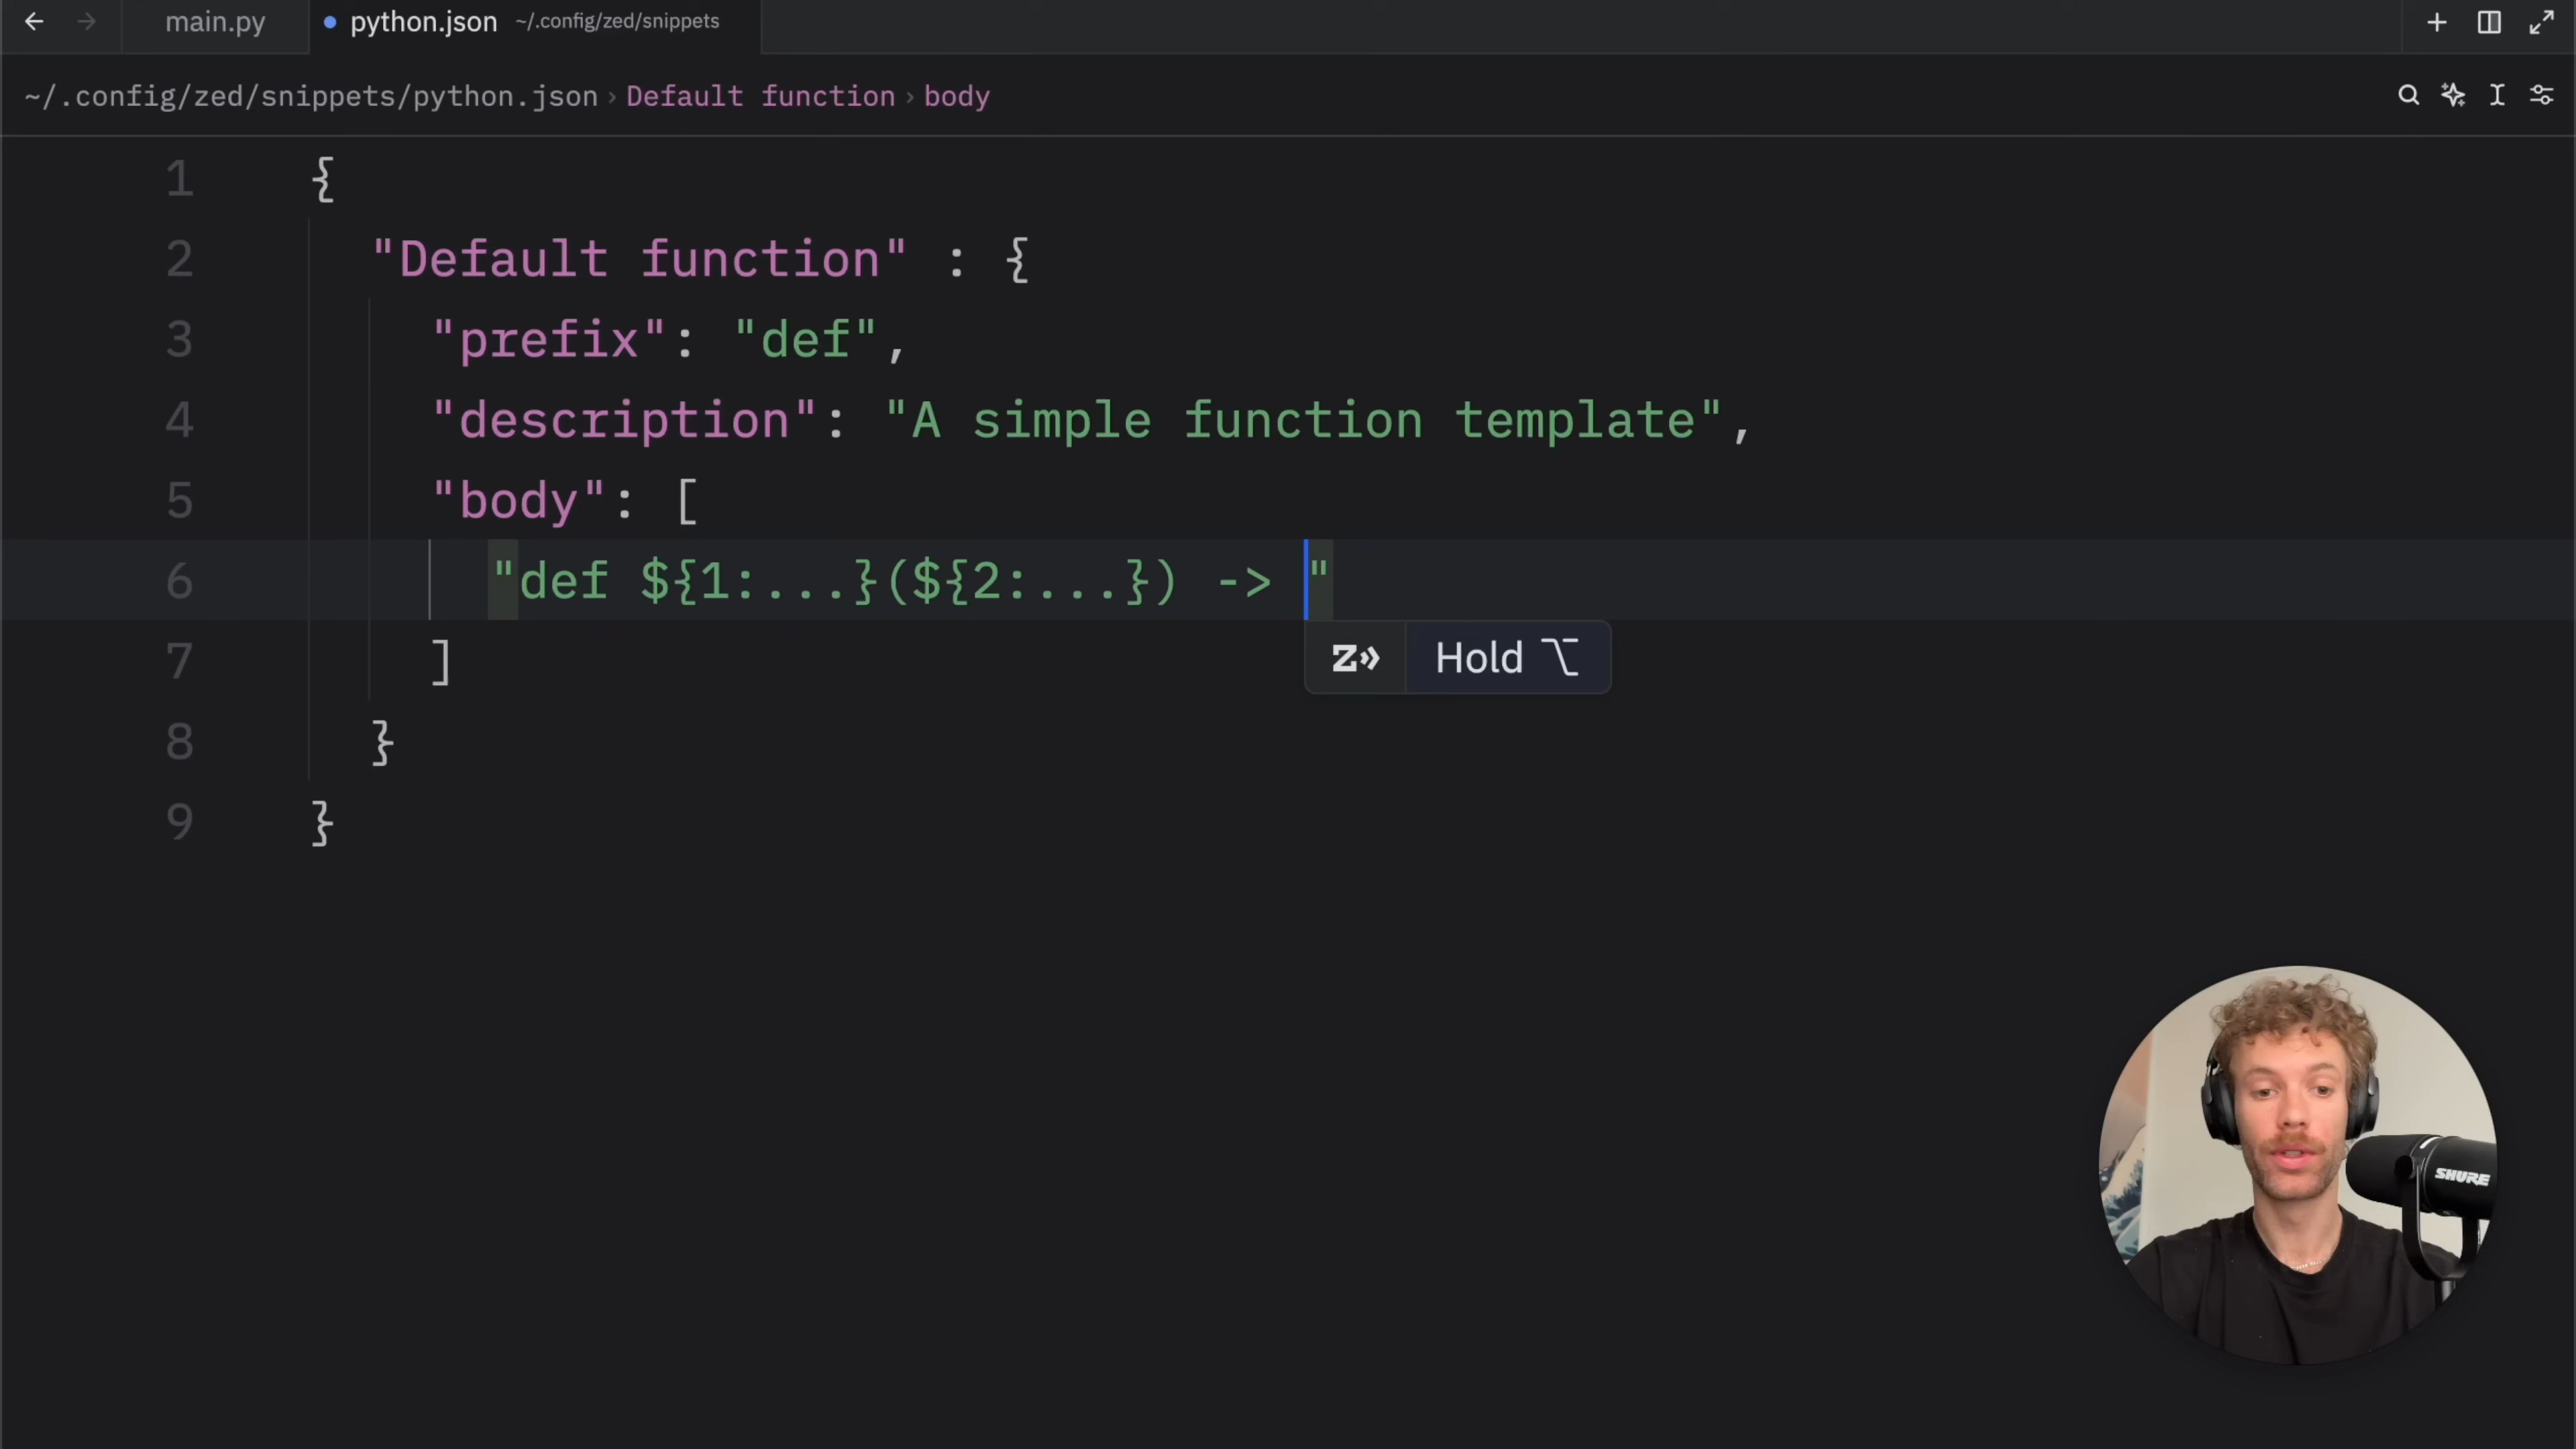 main.py
python.json ~/.config/zed/snippets
~/.config/zed/snippets/python.json › Default function › body
1 {
2 "Default function" : {
3 "prefix": "def",
4 "description": "A simple function template",
5 "body": [
6 "def ${1:...}(${2:...}) -> "
Hold ⌥
7 ]
8 }
9 }
SHURE